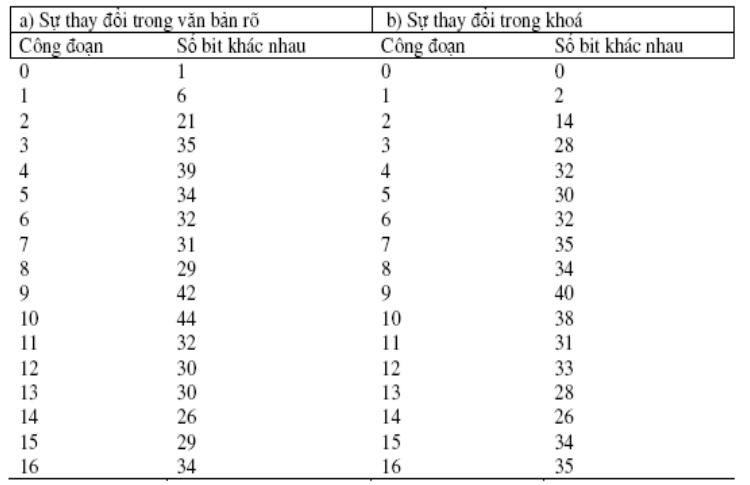 a) Sự thay đổi trong văn bản rõ b) Sự thay đổi trong khoá
Công đoạn Số bit khác nhau Công đoạn Số bit khác nhau
0 1 0 0
1 6 1 2
2 21 2 14
3 35 3 28
4 39 4 32
5 34 5 30
6 32 6 32
7 31 7 35
8 29 8 34
9 42 9 40
10 44 10 38
11 32 11 31
12 30 12 33
13 30 13 28
14 26 14 26
15 29 15 34
16 34 16 35